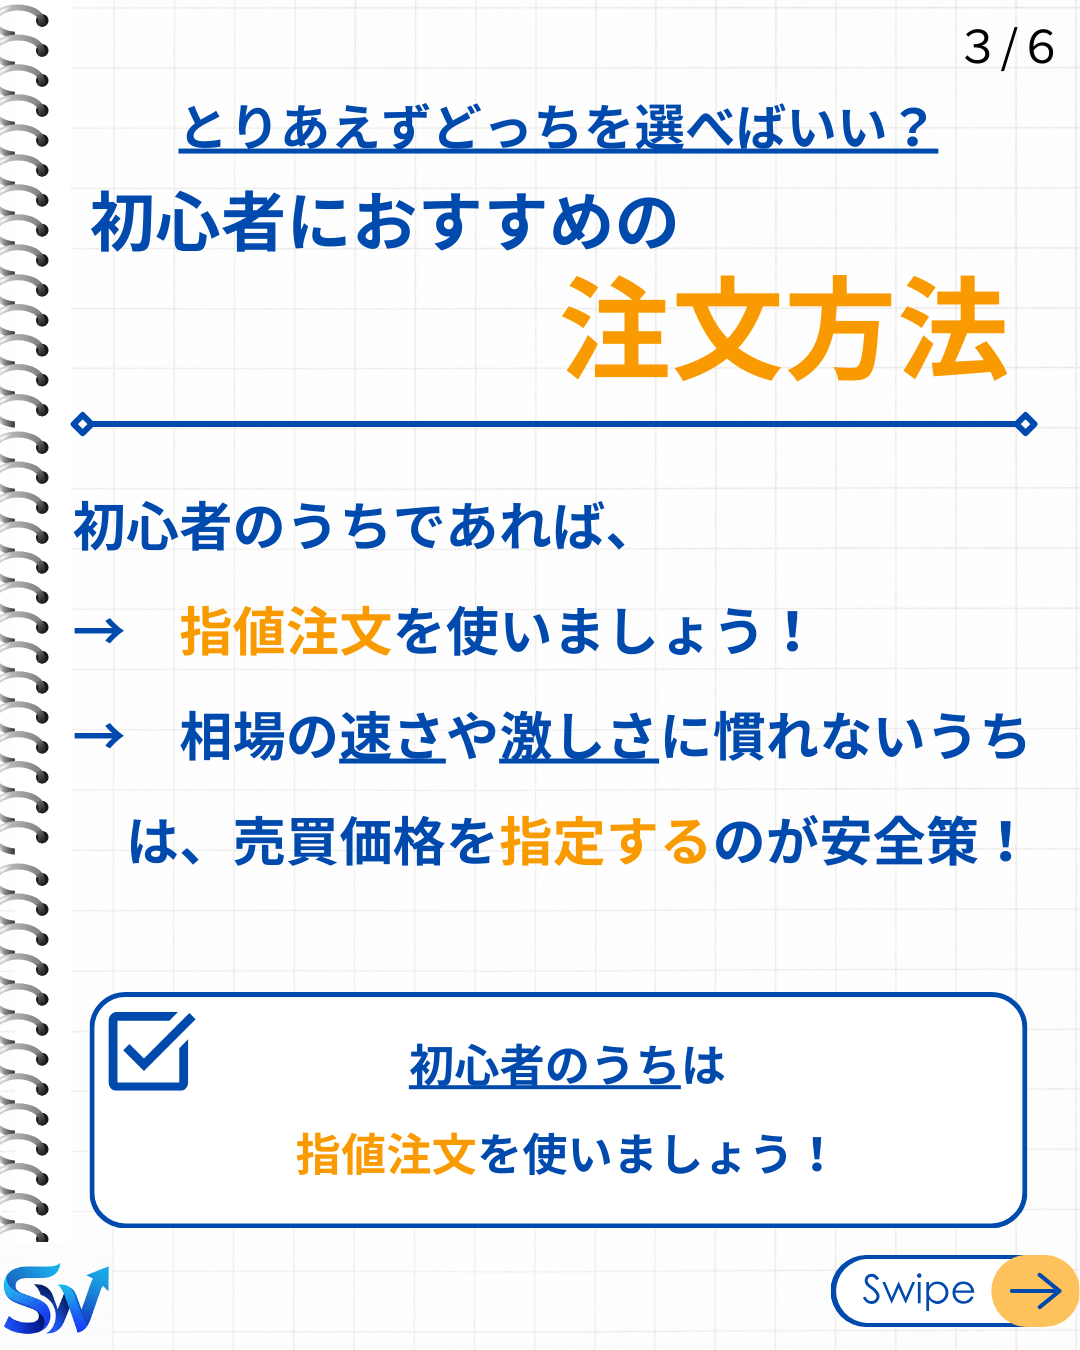 3/6
とりあえずどっちを選べばいい？
初心者におすすめの
注文方法
初心者のうちであれば、
→　指値注文を使いましょう！
→　相場の速さや激しさに慣れないうち
は、売買価格を指定するのが安全策！
初心者のうちは
指値注文を使いましょう！
SW
Swipe